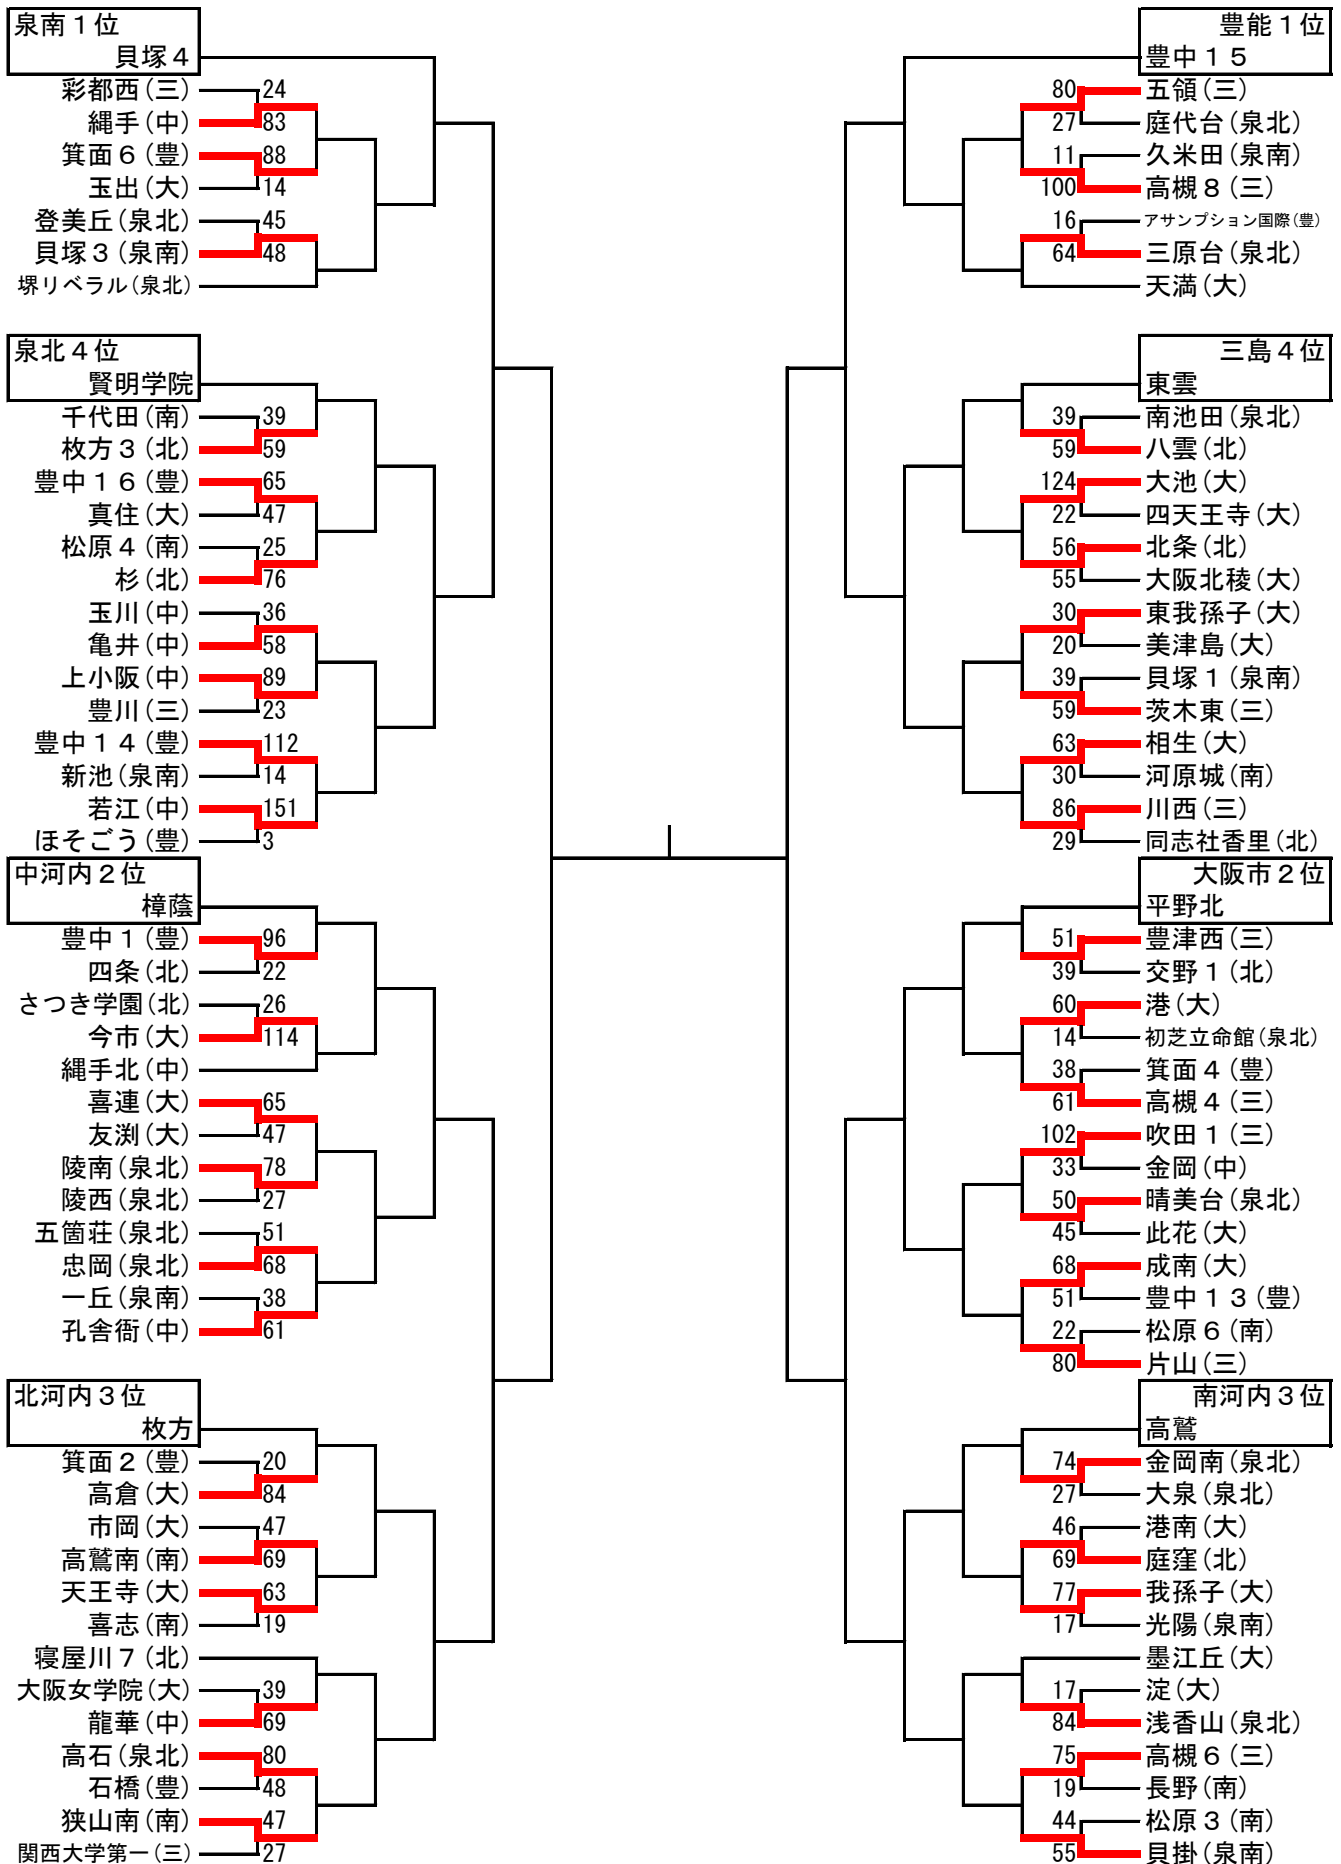 泉南１位
貝塚４
彩都西(三) 24
縄手(中) 83
箕面６(豊) 88
玉出(大) 14
登美丘(泉北) 45
貝塚３(泉南) 48
堺リベラル(泉北)
泉北４位
賢明学院
千代田(南) 39
枚方３(北) 59
豊中１６(豊) 65
真住(大) 47
松原４(南) 25
杉(北) 76
玉川(中) 36
亀井(中) 58
上小阪(中) 89
豊川(三) 23
豊中１４(豊) 112
新池(泉南) 14
若江(中) 151
ほそごう(豊) 3
中河内２位
樟蔭
豊中１(豊) 96
四条(北) 22
さつき学園(北) 26
今市(大) 114
縄手北(中)
喜連(大) 65
友渕(大) 47
陵南(泉北) 78
陵西(泉北) 27
五箇荘(泉北) 51
忠岡(泉北) 68
一丘(泉南) 38
孔舎衙(中) 61
北河内３位
枚方
箕面２(豊) 20
高倉(大) 84
市岡(大) 47
高鷲南(南) 69
天王寺(大) 63
喜志(南) 19
寝屋川７(北)
大阪女学院(大) 39
龍華(中) 69
高石(泉北) 80
石橋(豊) 48
狭山南(南) 47
関西大学第一(三) 27
豊能１位
豊中１５
80 五領(三)
27 庭代台(泉北)
11 久米田(泉南)
100 高槻８(三)
16 アサンプション国際(豊)
64 三原台(泉北)
天満(大)
三島４位
東雲
39 南池田(泉北)
59 八雲(北)
124 大池(大)
22 四天王寺(大)
56 北条(北)
55 大阪北稜(大)
30 東我孫子(大)
20 美津島(大)
39 貝塚１(泉南)
59 茨木東(三)
63 相生(大)
30 河原城(南)
86 川西(三)
29 同志社香里(北)
大阪市２位
平野北
51 豊津西(三)
39 交野１(北)
60 港(大)
14 初芝立命館(泉北)
38 箕面４(豊)
61 高槻４(三)
102 吹田１(三)
33 金岡(中)
50 晴美台(泉北)
45 此花(大)
68 成南(大)
51 豊中１３(豊)
22 松原６(南)
80 片山(三)
南河内３位
高鷲
74 金岡南(泉北)
27 大泉(泉北)
46 港南(大)
69 庭窪(北)
77 我孫子(大)
17 光陽(泉南)
墨江丘(大)
17 淀(大)
84 浅香山(泉北)
75 高槻６(三)
19 長野(南)
44 松原３(南)
55 貝掛(泉南)